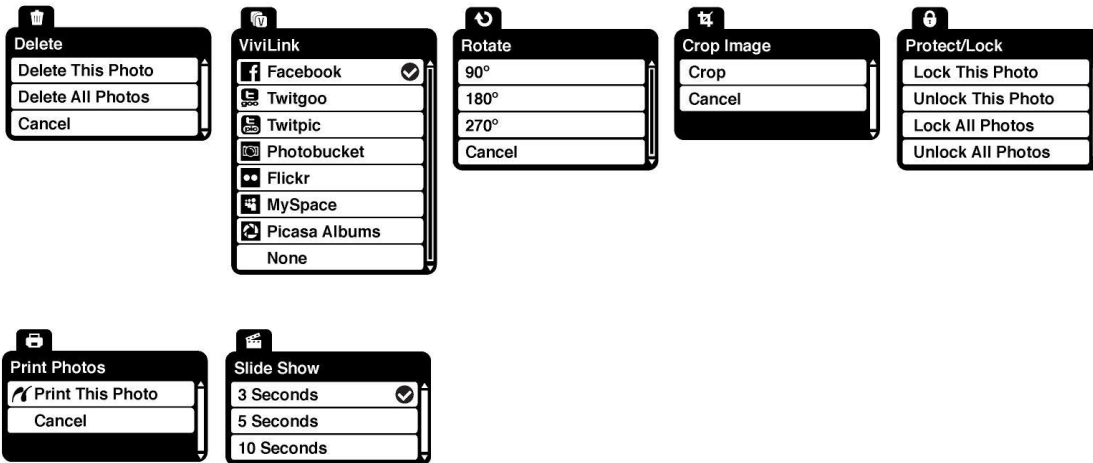 Delete
Delete This Photo
Delete All Photos
Cancel
ViviLink
Facebook
Twitgoo
Twitpic
Photobucket
Flickr
MySpace
Picasa Albums
None
Rotate
90°
180°
270°
Cancel
Crop Image
Crop
Cancel
Protect/Lock
Lock This Photo
Unlock This Photo
Lock All Photos
Unlock All Photos
Print Photos
Print This Photo
Cancel
Slide Show
3 Seconds
5 Seconds
10 Seconds